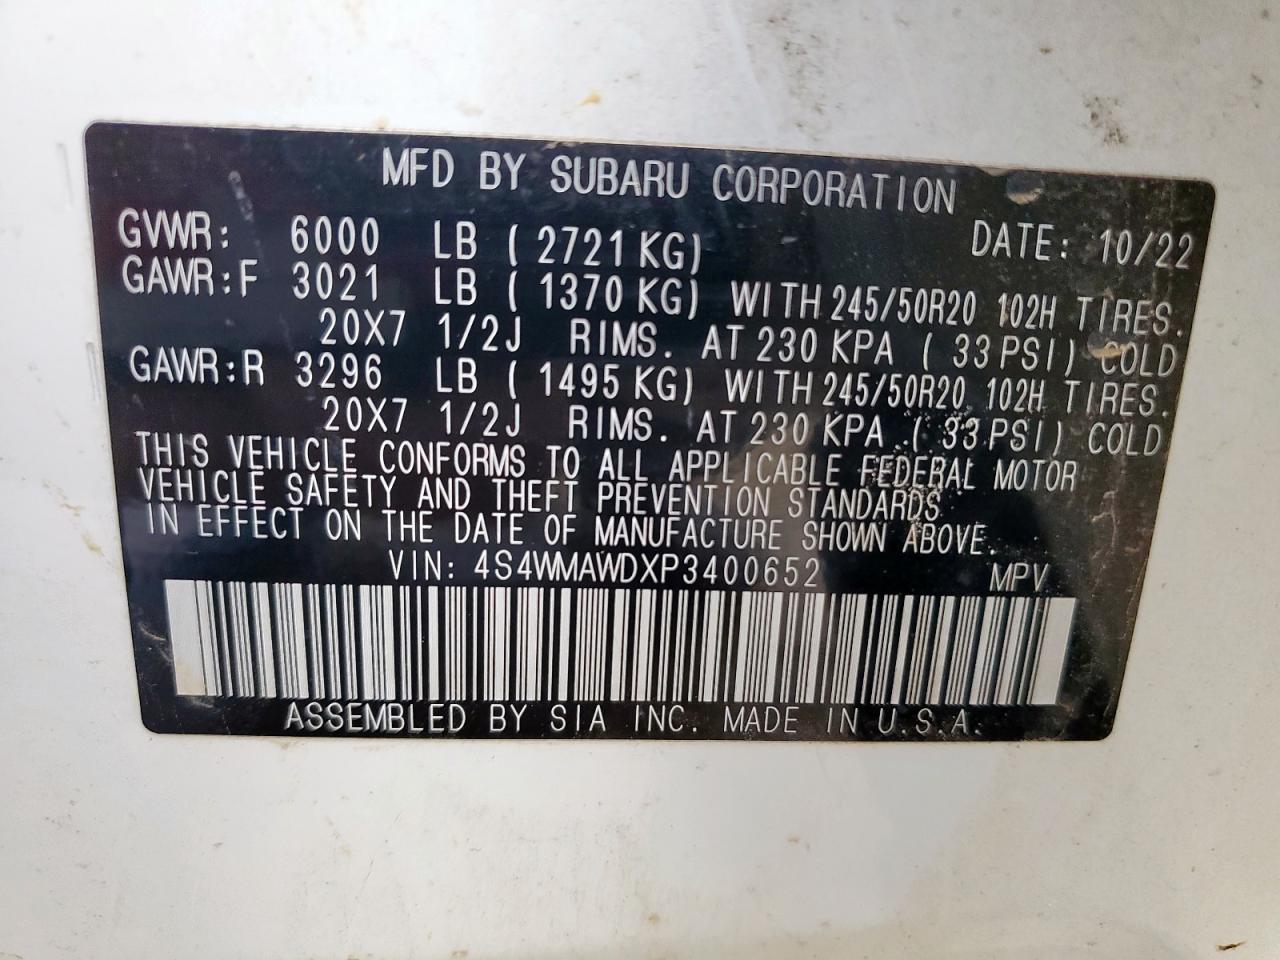 MFD BY SUBARU CORPORATION
GVWR: 6000 LB ( 2721 KG) DATE: 10/22
GAWR:F 3021 LB ( 1370 KG) WITH 245/50R20 102H TIRES.
20X7 1/2J RIMS. AT 230 KPA ( 33 PSI) COLD
GAWR:R 3296 LB ( 1495 KG) WITH 245/50R20 102H TIRES.
20X7 1/2J RIMS. AT 230 KPA ( 33 PSI) COLD
THIS VEHICLE CONFORMS TO ALL APPLICABLE FEDERAL MOTOR
VEHICLE SAFETY AND THEFT PREVENTION STANDARDS
IN EFFECT ON THE DATE OF MANUFACTURE SHOWN ABOVE.
VIN: 4S4WMAWDXP3400652 MPV
ASSEMBLED BY SIA INC. MADE IN U.S.A.